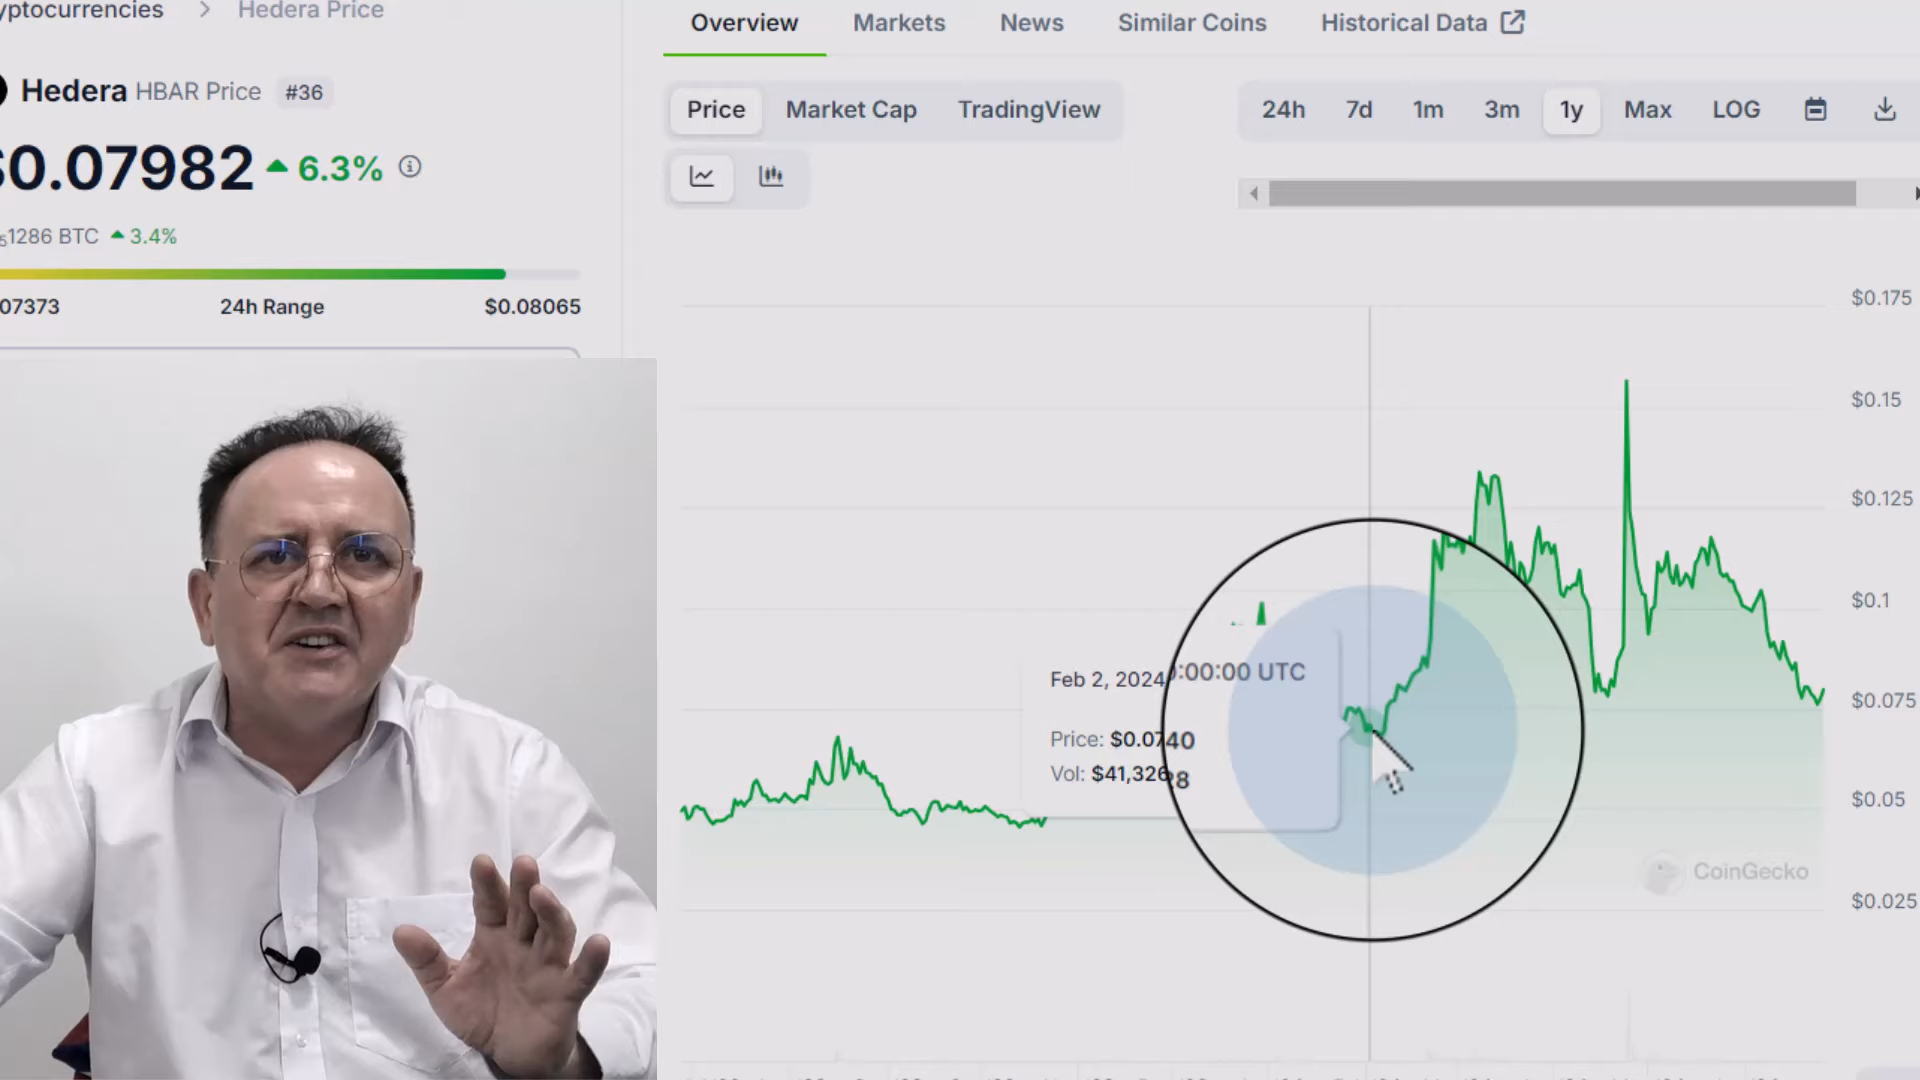 yptocurrencies > Hedera Price
Overview Markets News Similar Coins Historical Data
Hedera HBAR Price #36
Price Market Cap TradingView
24h 7d 1m 3m 1y Max LOG
$0.07982 6.3%
1286 BTC 3.4%
07373 24h Range $0.08065
$0.175
$0.15
$0.125
$0.1
$0.075
$0.05
$0.025
Feb 2, 2024 :00:00 UTC
Price: $0.0740
Vol: $41,326
CoinGecko